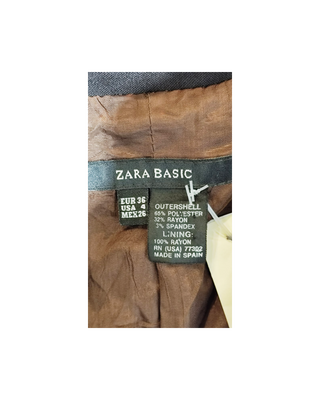 ZARA BASIC
EUR 36
USA 4
MEX 26
OUTERSHELL
65% POLYESTER
32% RAYON
3% SPANDEX
LINING:
100% RAYON
RN (USA) 77302
MADE IN SPAIN